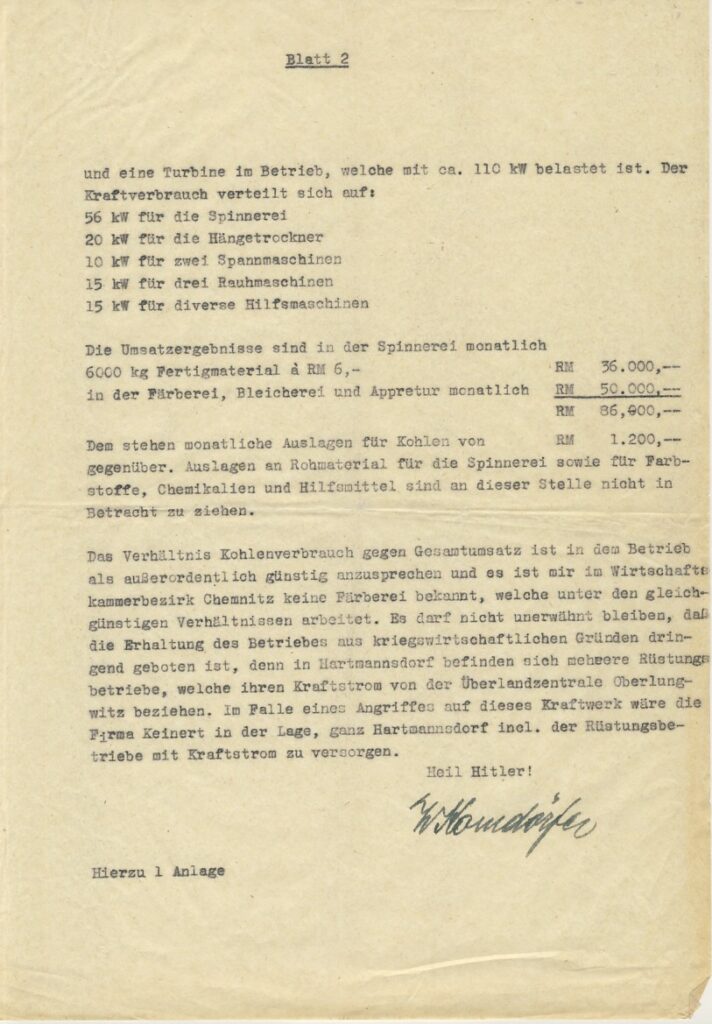 Blatt 2
und eine Turbine im Betrieb, welche mit ca. 110 kW belastet ist. Der
Kraftverbrauch verteilt sich auf:
56 kW für die Spinnerei
20 kW für die Hängetrockner
10 kW für zwei Spannmaschinen
15 kW für drei Rauhmaschinen
15 kW für diverse Hilfsmaschinen
Die Umsatzergebnisse sind in der Spinnerei monatlich
6000 kg Fertigmaterial à RM 6,- RM 36.000,--
in der Färberei, Bleicherei und Appretur monatlich RM 50.000,--
RM 86,000,--
Dem stehen monatliche Auslagen für Kohlen von RM 1.200,--
gegenüber. Auslagen an Rohmaterial für die Spinnerei sowie für Farb-
stoffe, Chemikalien und Hilfsmittel sind an dieser Stelle nicht in
Betracht zu ziehen.
Das Verhältnis Kohlenverbrauch gegen Gesamtumsatz ist in dem Betrieb
als außerordentlich günstig anzusprechen und es ist mir im Wirtschafts
kammerbezirk Chemnitz keine Färberei bekannt, welche unter den gleich-
günstigen Verhältnissen arbeitet. Es darf nicht unerwähnt bleiben, daß
die Erhaltung des Betriebes aus kriegswirtschaftlichen Gründen drin-
gend geboten ist, denn in Hartmannsdorf befinden sich mehrere Rüstungs
betriebe, welche ihren Kraftstrom von der Überlandzentrale Oberlung-
witz beziehen. Im Falle eines Angriffes auf dieses Kraftwerk wäre die
Firma Keinert in der Lage, ganz Hartmannsdorf incl. der Rüstungsbe-
triebe mit Kraftstrom zu versorgen.
Heil Hitler!
Hierzu 1 Anlage